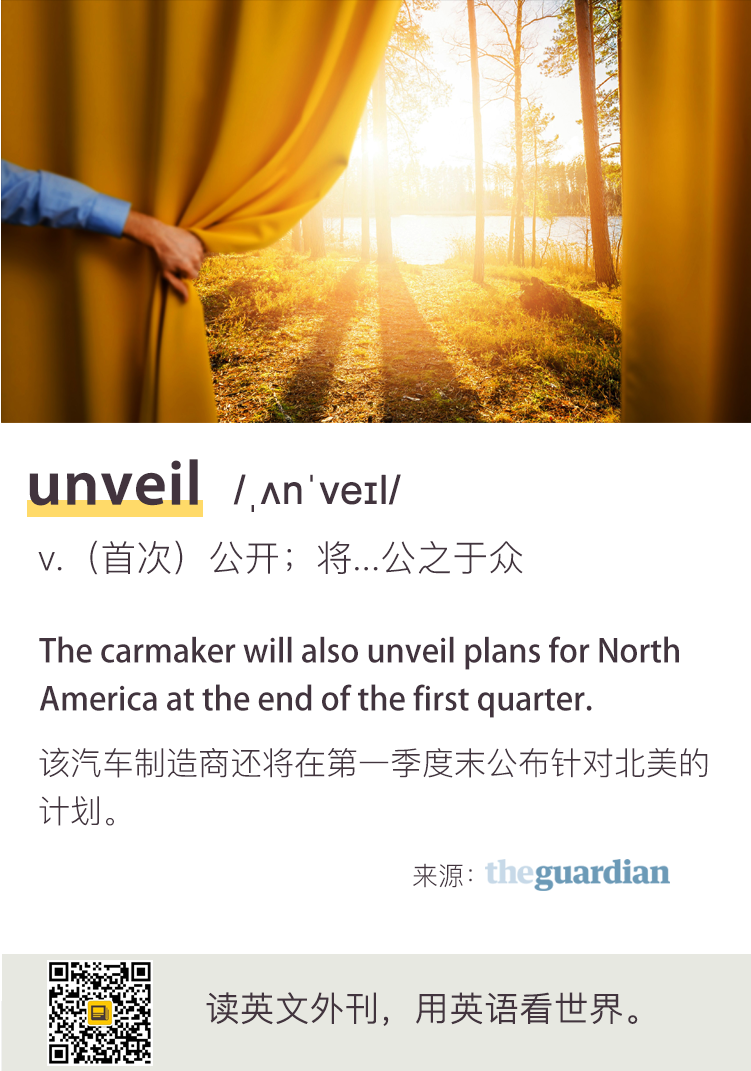 unveil /ˌʌnˈveɪl/
v.（首次）公开；将...公之于众
The carmaker will also unveil plans for North
America at the end of the first quarter.
该汽车制造商还将在第一季度末公布针对北美的
计划。
来源：theguardian
读英文外刊，用英语看世界。